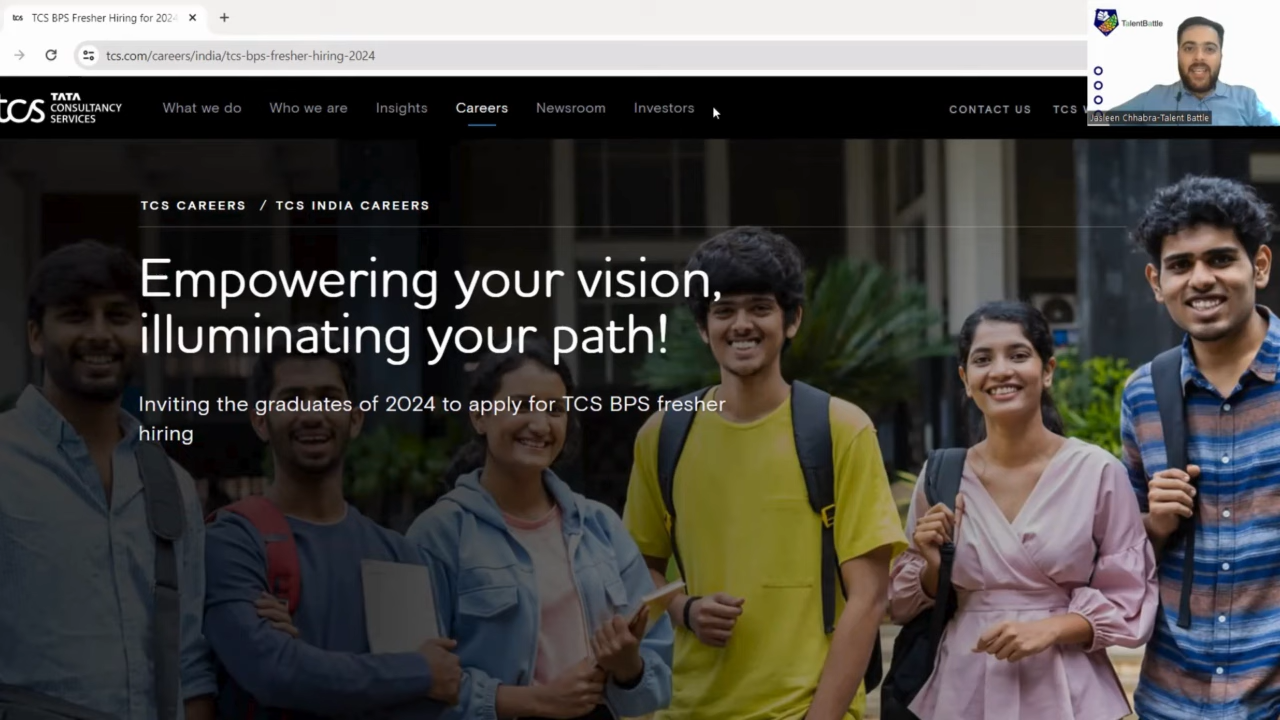 tcs TCS BPS Fresher Hiring for 2024
TalentBattle
tcs.com/careers/india/tcs-bps-fresher-hiring-2024
tcs TATA CONSULTANCY SERVICES
What we do Who we are Insights Careers Newsroom Investors
CONTACT US TCS
Jasleen Chhabra-Talent Battle
TCS CAREERS / TCS INDIA CAREERS
Empowering your vision,
illuminating your path!
Inviting the graduates of 2024 to apply for TCS BPS fresher
hiring